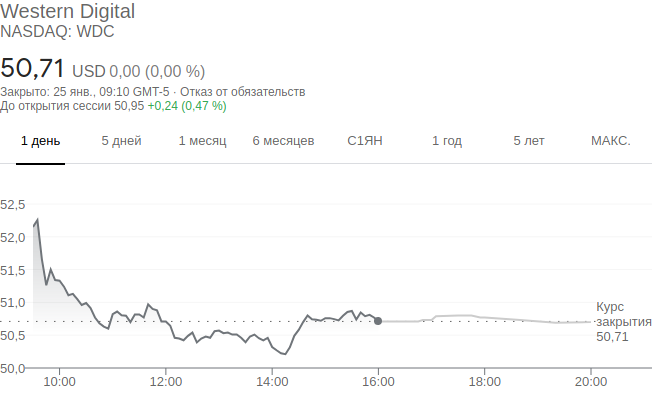 Western Digital
NASDAQ: WDC
50,71 USD 0,00 (0,00 %)
Закрыто: 25 янв., 09:10 GMT-5 · Отказ от обязательств
До открытия сессии 50,95 +0,24 (0,47 %)
1 день 5 дней 1 месяц 6 месяцев С1ЯН 1 год 5 лет МАКС.
52,5
52,0
51,5
51,0
50,5
50,0
Курс
закрытия
50,71
10:00 12:00 14:00 16:00 18:00 20:00